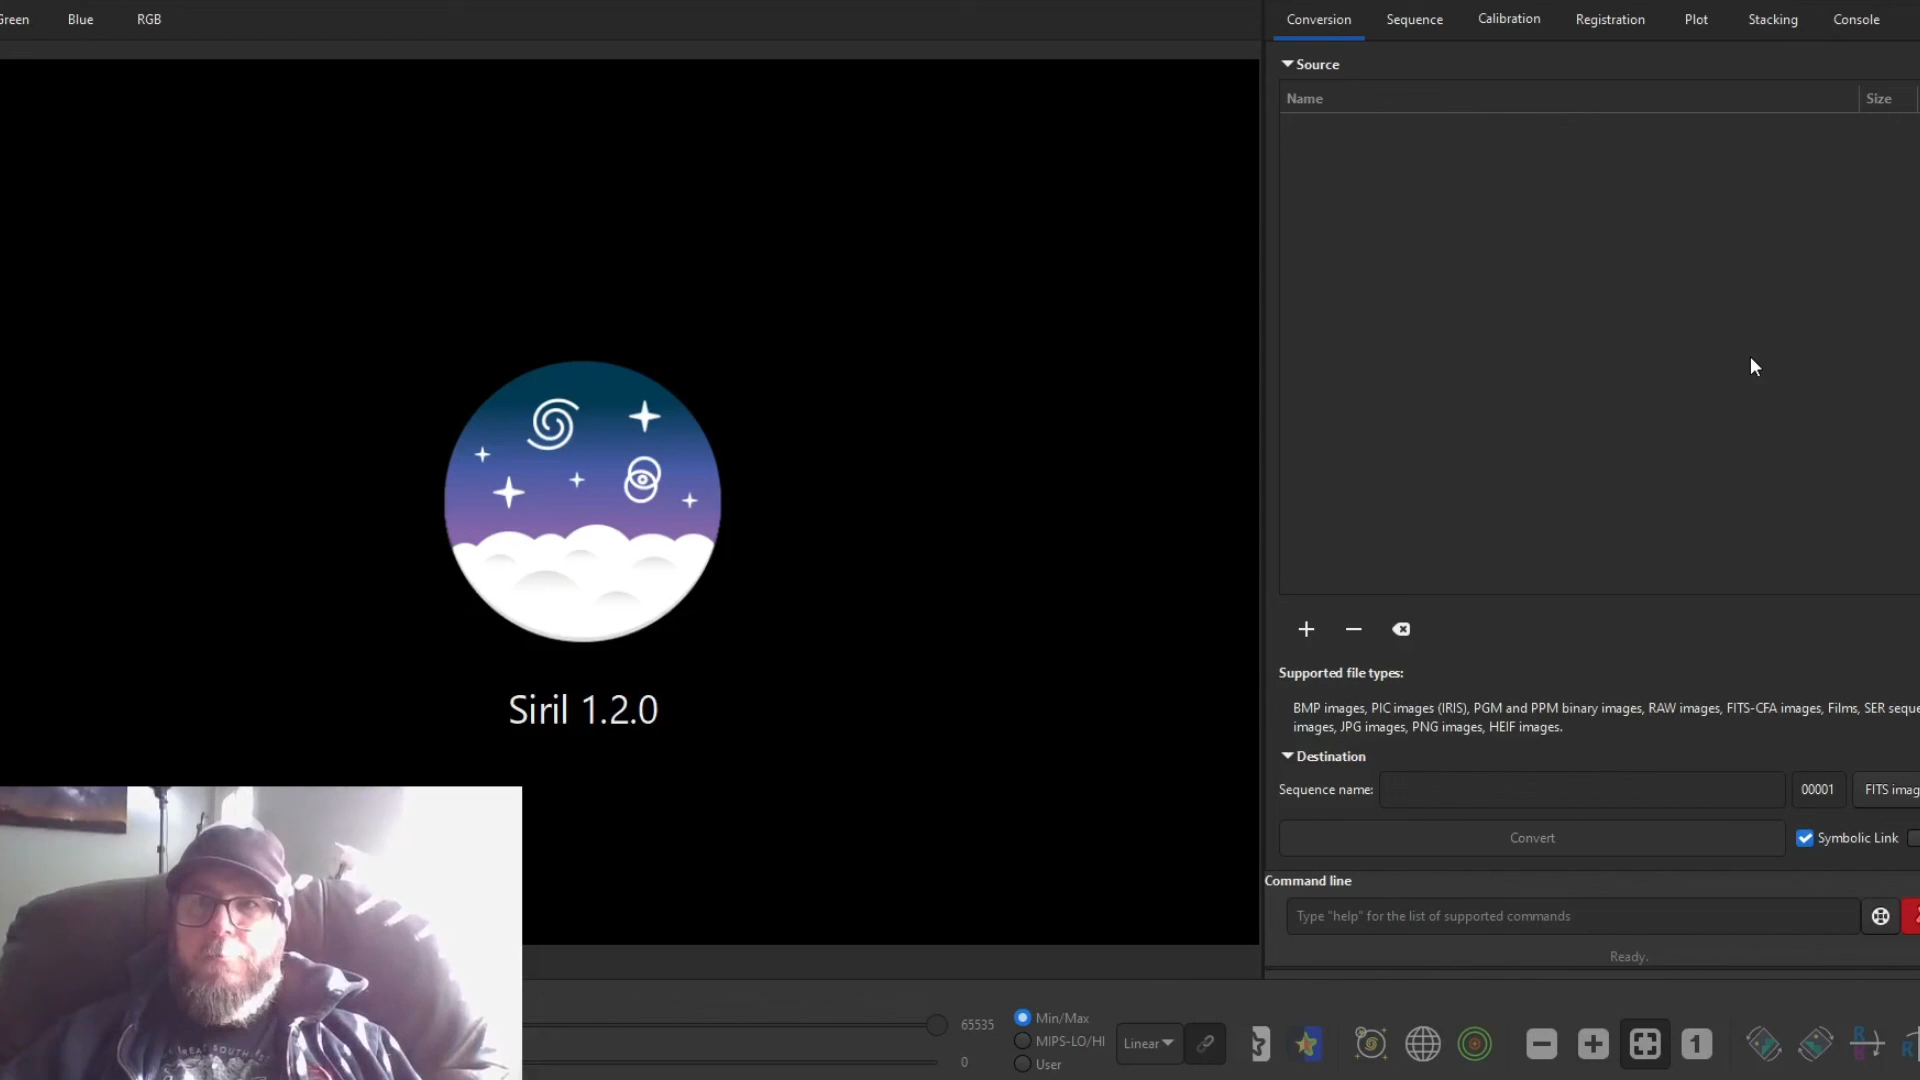 Green Blue RGB
Conversion Sequence Calibration Registration Plot Stacking Console
Source
Name Size
Siril 1.2.0
Supported file types:
BMP images, PIC images (IRIS), PGM and PPM binary images, RAW images, FITS-CFA images, Films, SER seque
images, JPG images, PNG images, HEIF images.
Destination
Sequence name: 00001 FITS imag
Convert Symbolic Link
Command line
Type "help" for the list of supported commands
Ready.
65535
0
Min/Max
MIPS-LO/HI
User
Linear
1
R
R
GREAT SOUTH